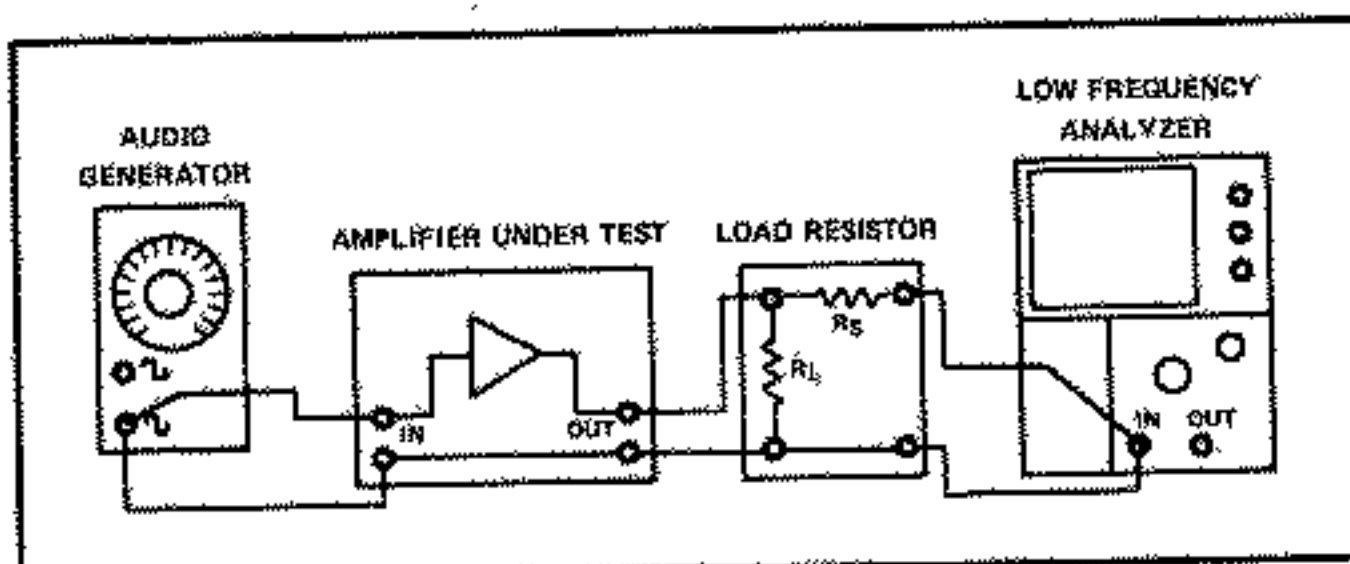 AUDIO
GENERATOR
AMPLIFIER UNDER TEST
IN
OUT
LOAD RESISTOR
RS
RL
LOW FREQUENCY
ANALYZER
IN
OUT